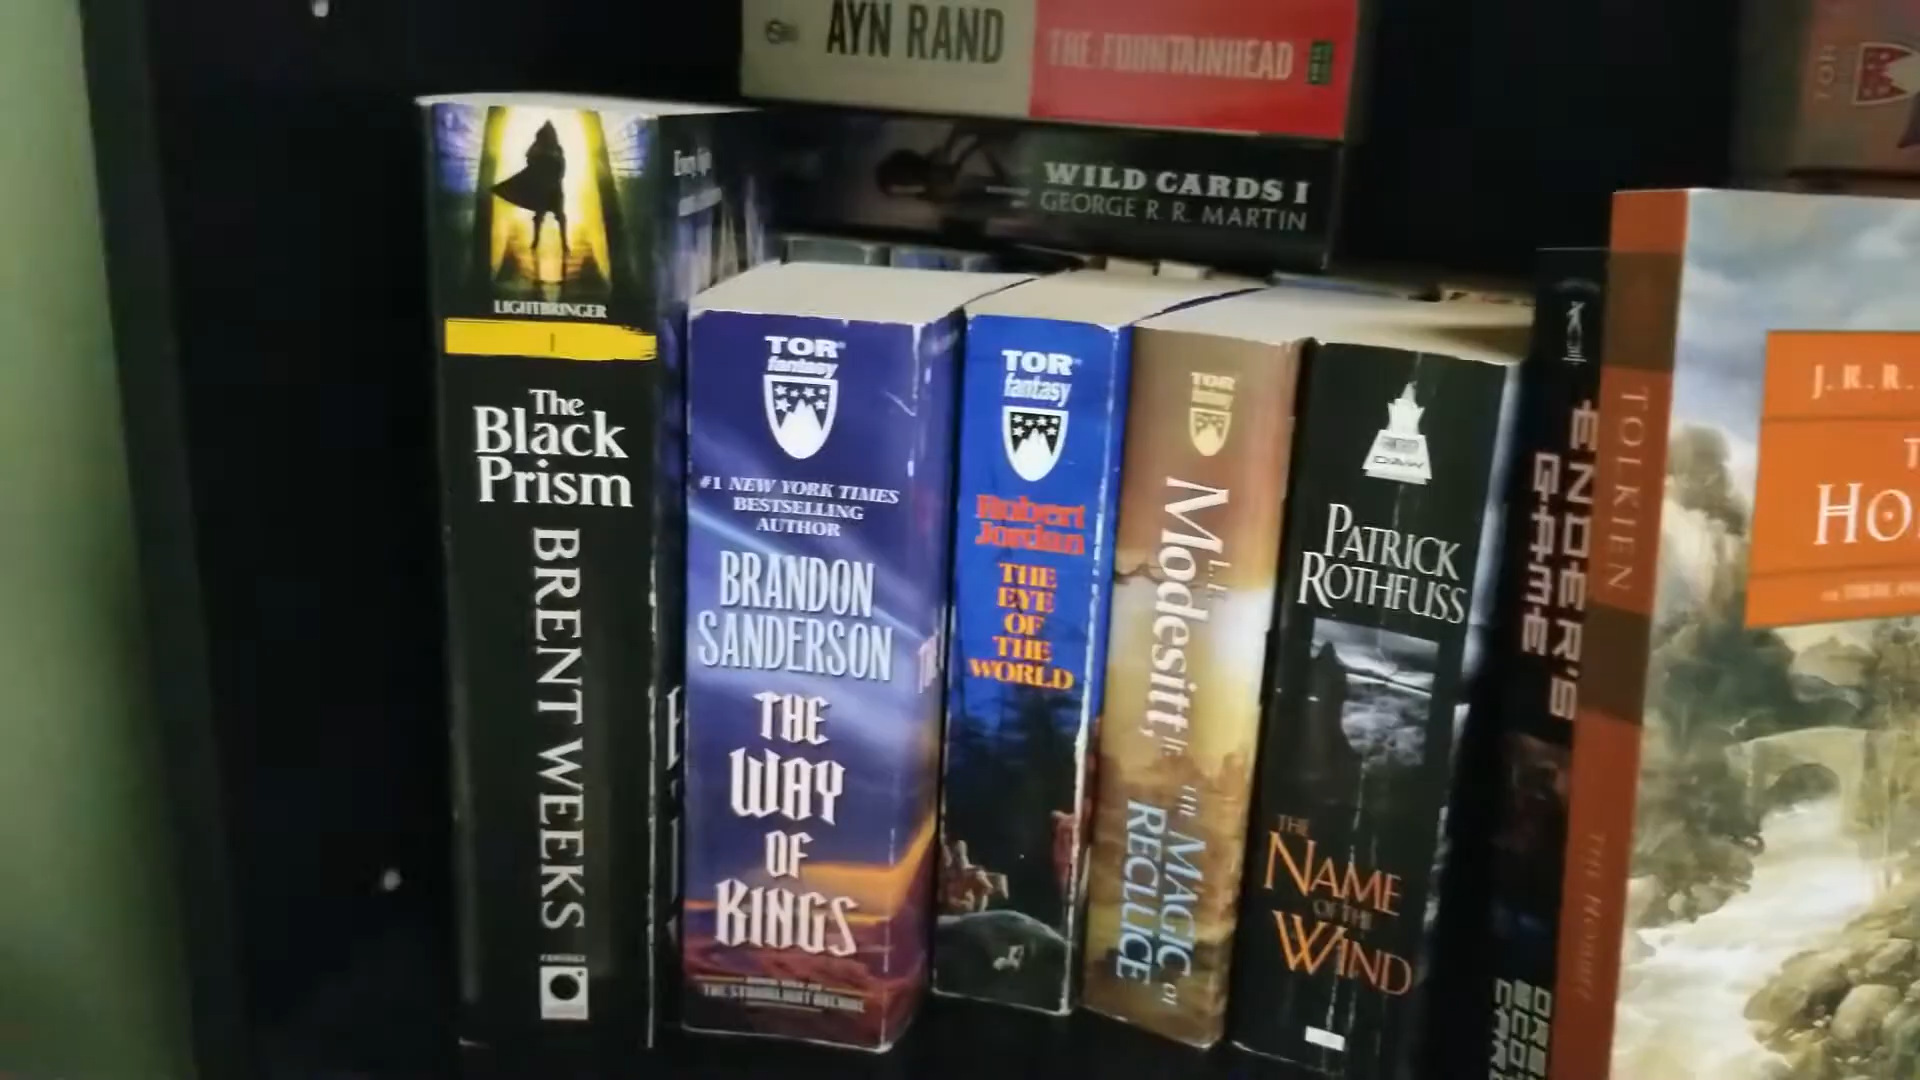 AYN RAND
THE FOUNTAINHEAD
WILD CARDS I
GEORGE R. R. MARTIN
LIGHTBRINGER
I
The
Black
Prism
BRENT WEEKS
TOR
fantasy
#1 NEW YORK TIMES
BESTSELLING
AUTHOR
BRANDON
SANDERSON
THE
WAY
OF
KINGS
TOR
fantasy
Robert
Jordan
THE
EYE
OF
THE
WORLD
TOR
fantasy
L. E.
Modesitt, Jr.
THE MAGIC OF
RECLUCE
DAW
PATRICK
ROTHFUSS
THE
NAME
OF THE
WIND
ENDER'S
GAME
TOLKIEN
THE HOBBIT
J. R. R.
HO